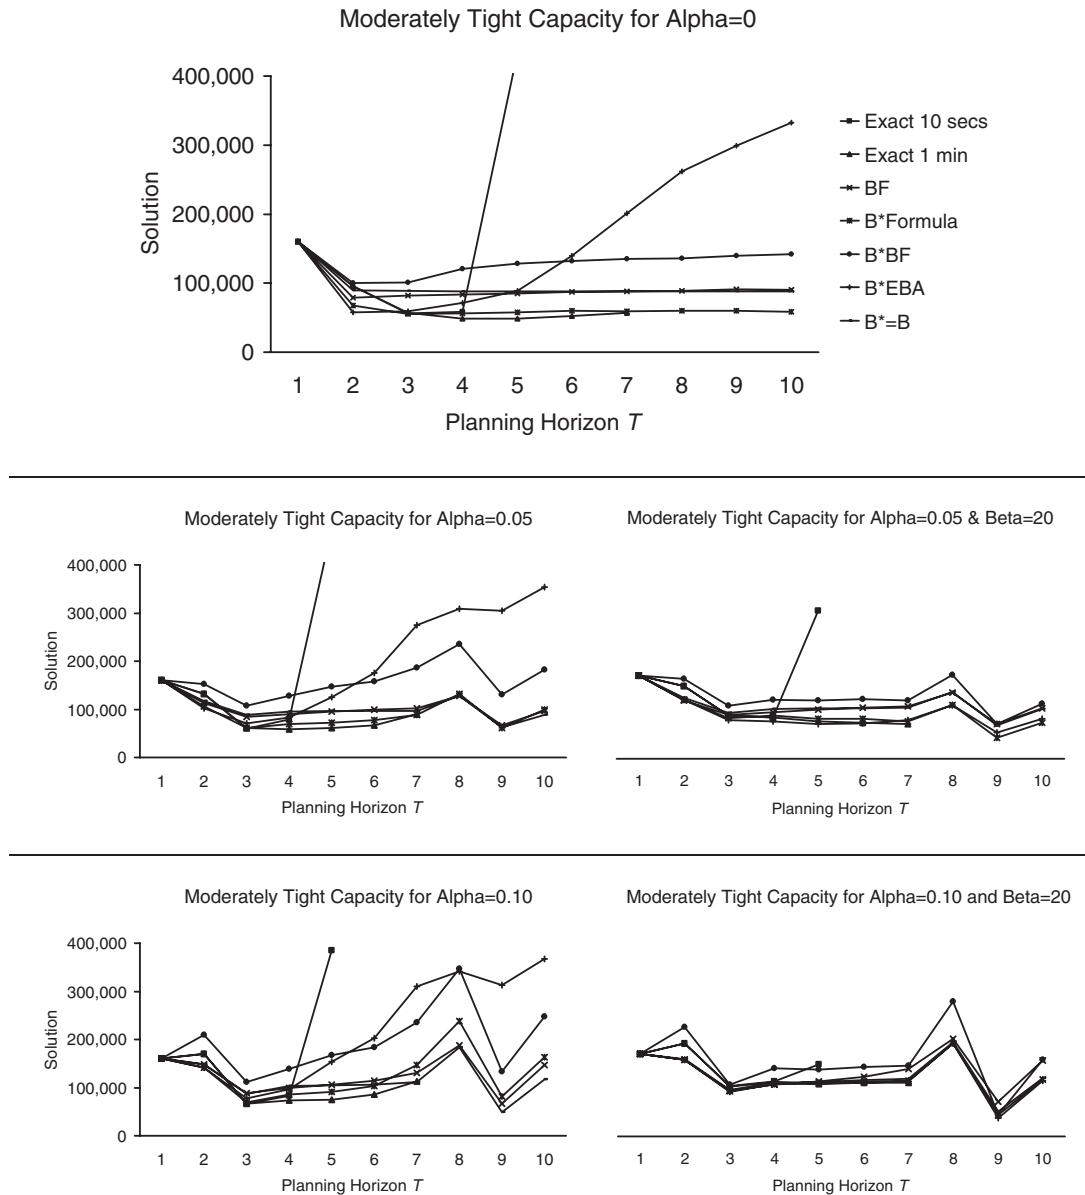 Moderately Tight Capacity for Alpha=0
400,000
300,000
200,000
100,000
0
Solution
1 2 3 4 5 6 7 8 9 10
Planning Horizon T
Exact 10 secs
Exact 1 min
BF
B*Formula
B*BF
B*EBA
B*=B
Moderately Tight Capacity for Alpha=0.05
400,000
300,000
200,000
100,000
0
Solution
1 2 3 4 5 6 7 8 9 10
Planning Horizon T
Moderately Tight Capacity for Alpha=0.05 & Beta=20
1 2 3 4 5 6 7 8 9 10
Planning Horizon T
Moderately Tight Capacity for Alpha=0.10
400,000
300,000
200,000
100,000
0
Solution
1 2 3 4 5 6 7 8 9 10
Planning Horizon T
Moderately Tight Capacity for Alpha=0.10 and Beta=20
1 2 3 4 5 6 7 8 9 10
Planning Horizon T